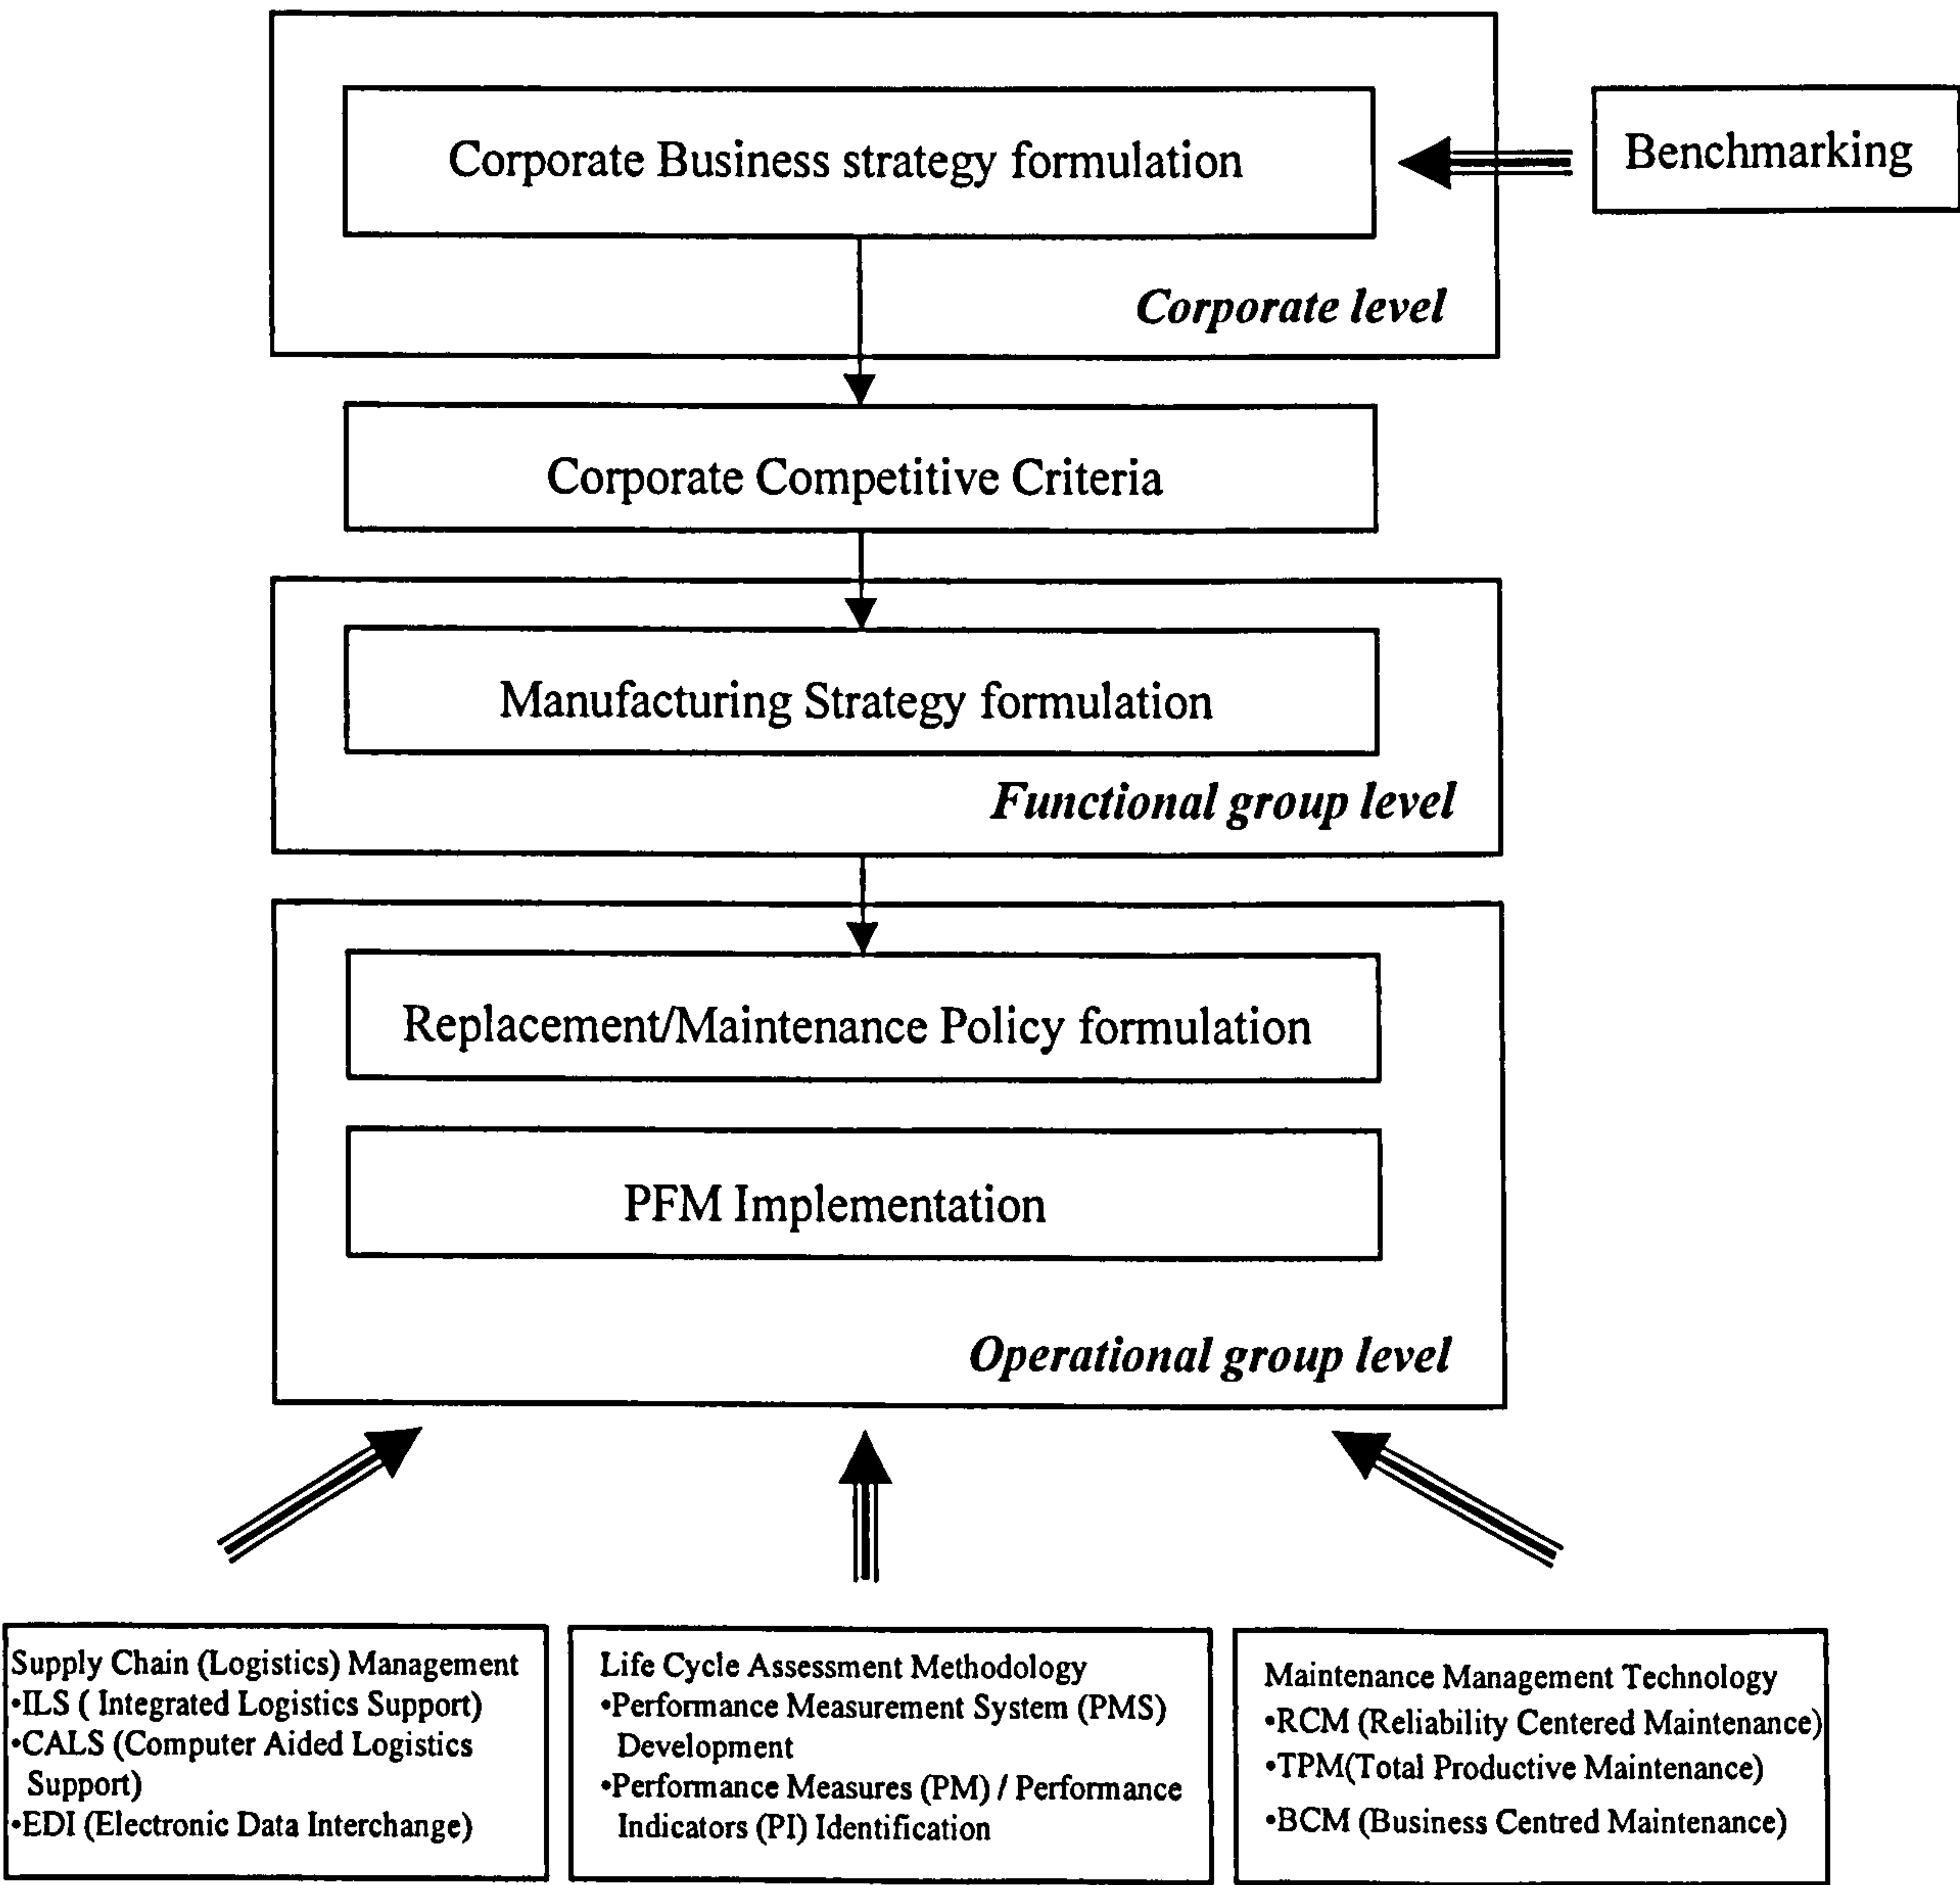 Corporate Business strategy formulation
Benchmarking
Corporate level
Corporate Competitive Criteria
Manufacturing Strategy formulation
Functional group level
Replacement/Maintenance Policy formulation
PFM Implementation
Operational group level
Supply Chain (Logistics) Management
•ILS ( Integrated Logistics Support)
•CALS (Computer Aided Logistics
Support)
•EDI (Electronic Data Interchange)
Life Cycle Assessment Methodology
•Performance Measurement System (PMS)
Development
•Performance Measures (PM) / Performance
Indicators (PI) Identification
Maintenance Management Technology
•RCM (Reliability Centered Maintenance)
•TPM(Total Productive Maintenance)
•BCM (Business Centred Maintenance)